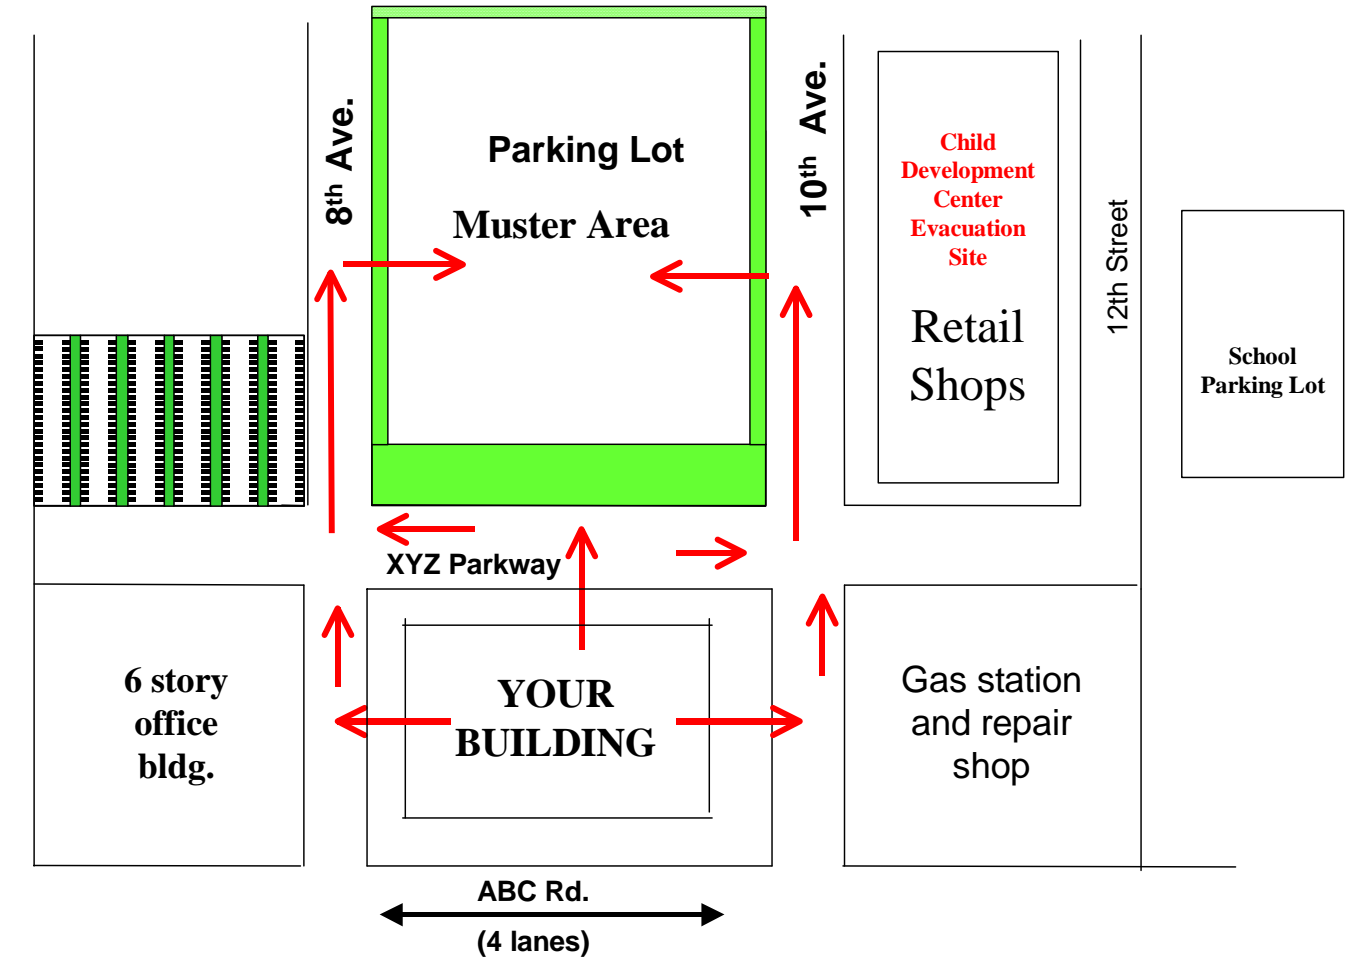 8th Ave.
Parking Lot
Muster Area
10th Ave.
Child
Development
Center
Evacuation
Site
Retail
Shops
12th Street
School
Parking Lot
XYZ Parkway
6 story
office
bldg.
YOUR
BUILDING
Gas station
and repair
shop
ABC Rd.
(4 lanes)